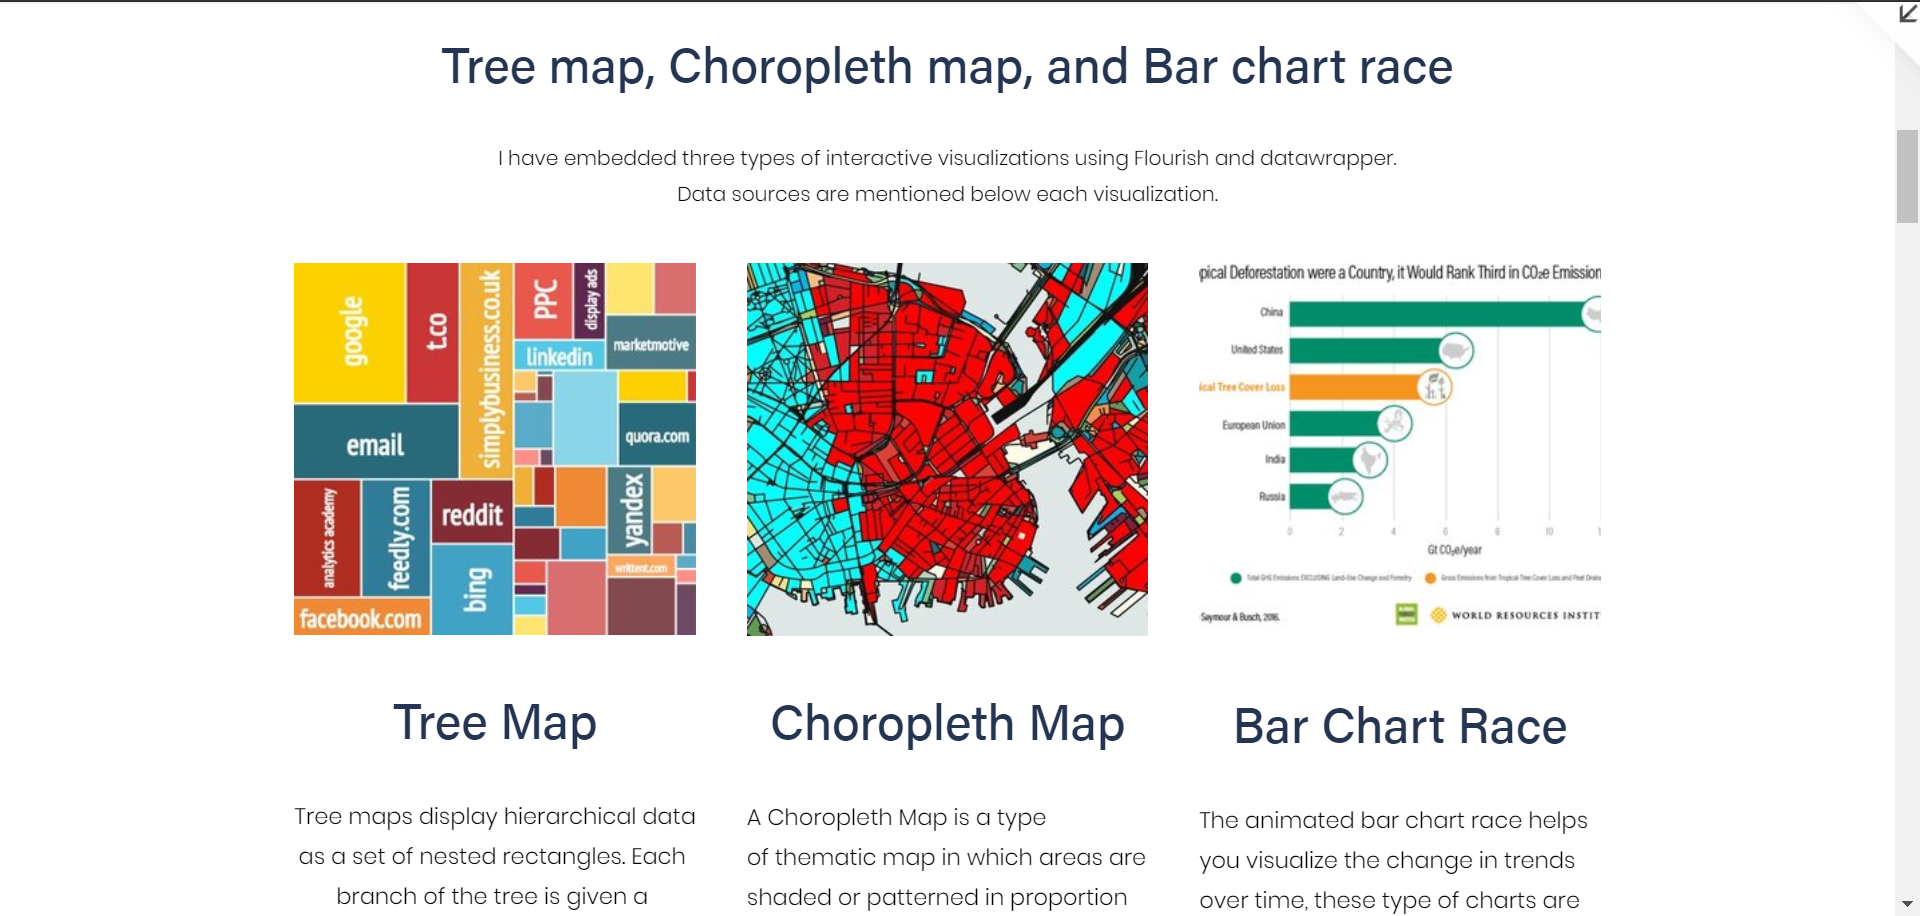 Tree map, Choropleth map, and Bar chart race
I have embedded three types of interactive visualizations using Flourish and datawrapper.
Data sources are mentioned below each visualization.
google
t.co
simplybusiness.co.uk
PPC
display ads
linkedin
marketmotive
email
quora.com
analytics academy
feedly.com
reddit
yandex
bing
writtent.com
facebook.com
pical Deforestation were a Country, it Would Rank Third in CO₂e Emission
China
United States
ical Tree Cover Loss
European Union
India
Russia
0 2 4 6 8 10 1
Gt CO₂e/year
Total GHG Emissions EXCLUDING Land-Use Change and Forestry
Gross Emissions from Tropical Tree Cover Loss and Peat Drain
Seymour & Busch, 2016.
WORLD RESOURCES INSTIT
Tree Map
Choropleth Map
Bar Chart Race
Tree maps display hierarchical data
as a set of nested rectangles. Each
branch of the tree is given a
A Choropleth Map is a type
of thematic map in which areas are
shaded or patterned in proportion
The animated bar chart race helps
you visualize the change in trends
over time, these type of charts are